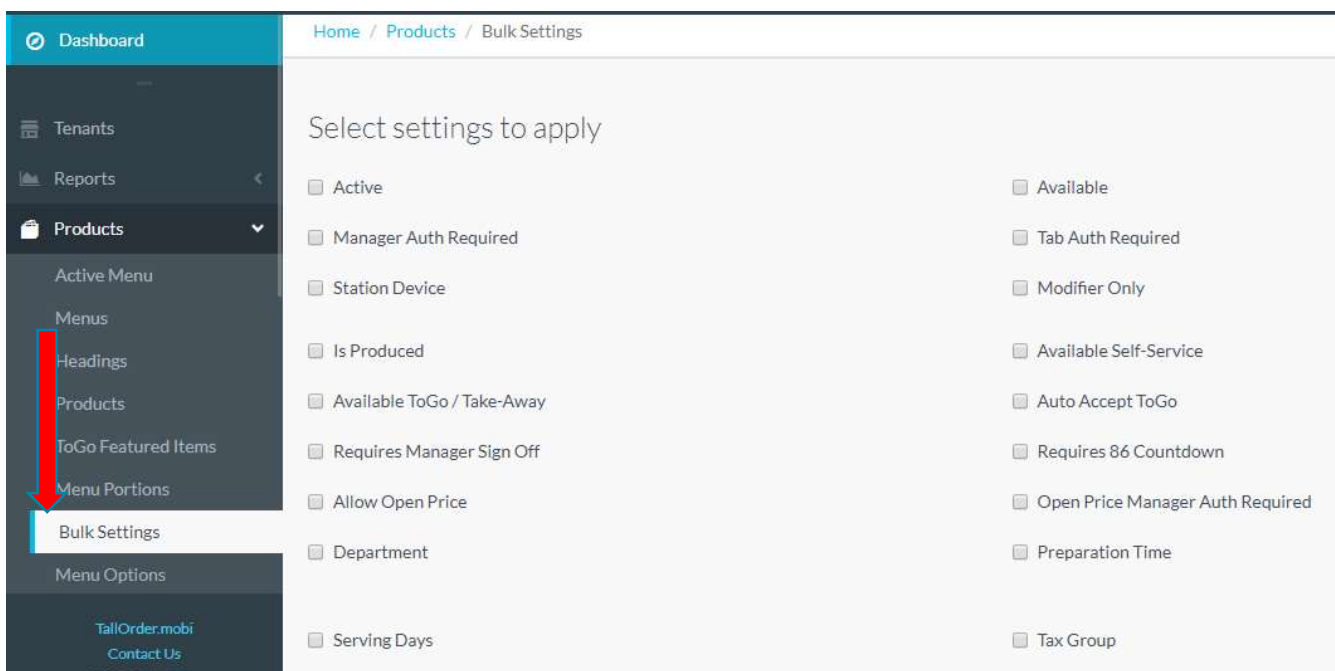 Dashboard
Home / Products / Bulk Settings
Tenants
Reports
Products
Active Menu
Menus
Headings
Products
ToGo Featured Items
Menu Portions
Bulk Settings
Menu Options
TallOrder.mobi
Contact Us
Select settings to apply
Active
Available
Manager Auth Required
Tab Auth Required
Station Device
Modifier Only
Is Produced
Available Self-Service
Available ToGo / Take-Away
Auto Accept ToGo
Requires Manager Sign Off
Requires 86 Countdown
Allow Open Price
Open Price Manager Auth Required
Department
Preparation Time
Serving Days
Tax Group